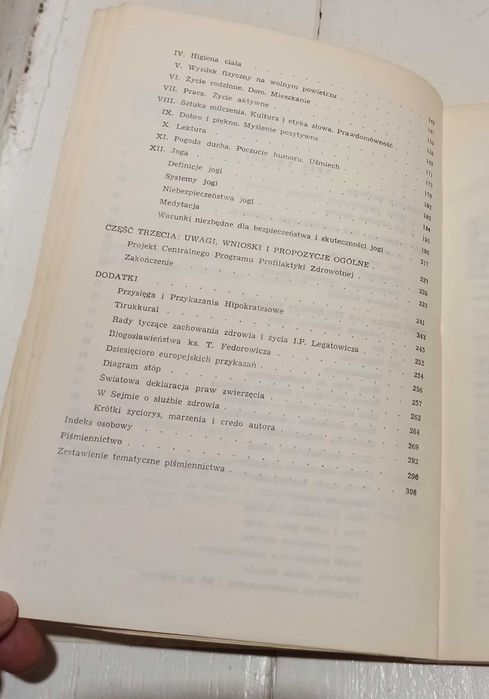 IV. Higiena ciała
V. Wysiłek fizyczny na wolnym powietrzu
VI. Życie rodzinne. Dom. Mieszkanie
VII. Praca. Życie aktywne
VIII. Sztuka milczenia. Kultura i etyka słowa. Prawdomówność
IX. Dobro i piękno. Myślenie pozytywne
X. Lektura
XI. Pogoda ducha. Poczucie humoru. Uśmiech
XII. Joga
Definicje jogi
Systemy jogi
Niebezpieczeństwa jogi
Medytacja
Warunki niezbędne dla bezpieczeństwa i skuteczności jogi
CZĘŚĆ TRZECIA: UWAGI, WNIOSKI I PROPOZYCJE OGÓLNE
Projekt Centralnego Programu Profilaktyki Zdrowotnej
Zakończenie
DODATKI
Przysięga i Przykazania Hipokratesowe 241
Tirukkural 243
Rady tyczące zachowania zdrowia i życia I.P. Legatowicza 245
Błogosławieństwa ks. T. Fedorowicza 252
Dziesięcioro europejskich przykazań 254
Diagram stóp 256
Światowa deklaracja praw zwierzęcia 257
W Sejmie o służbie zdrowia 263
Krótki życiorys, marzenia i credo autora 264
Indeks osobowy 269
Piśmiennictwo 292
Zestawienie tematyczne piśmiennictwa 308